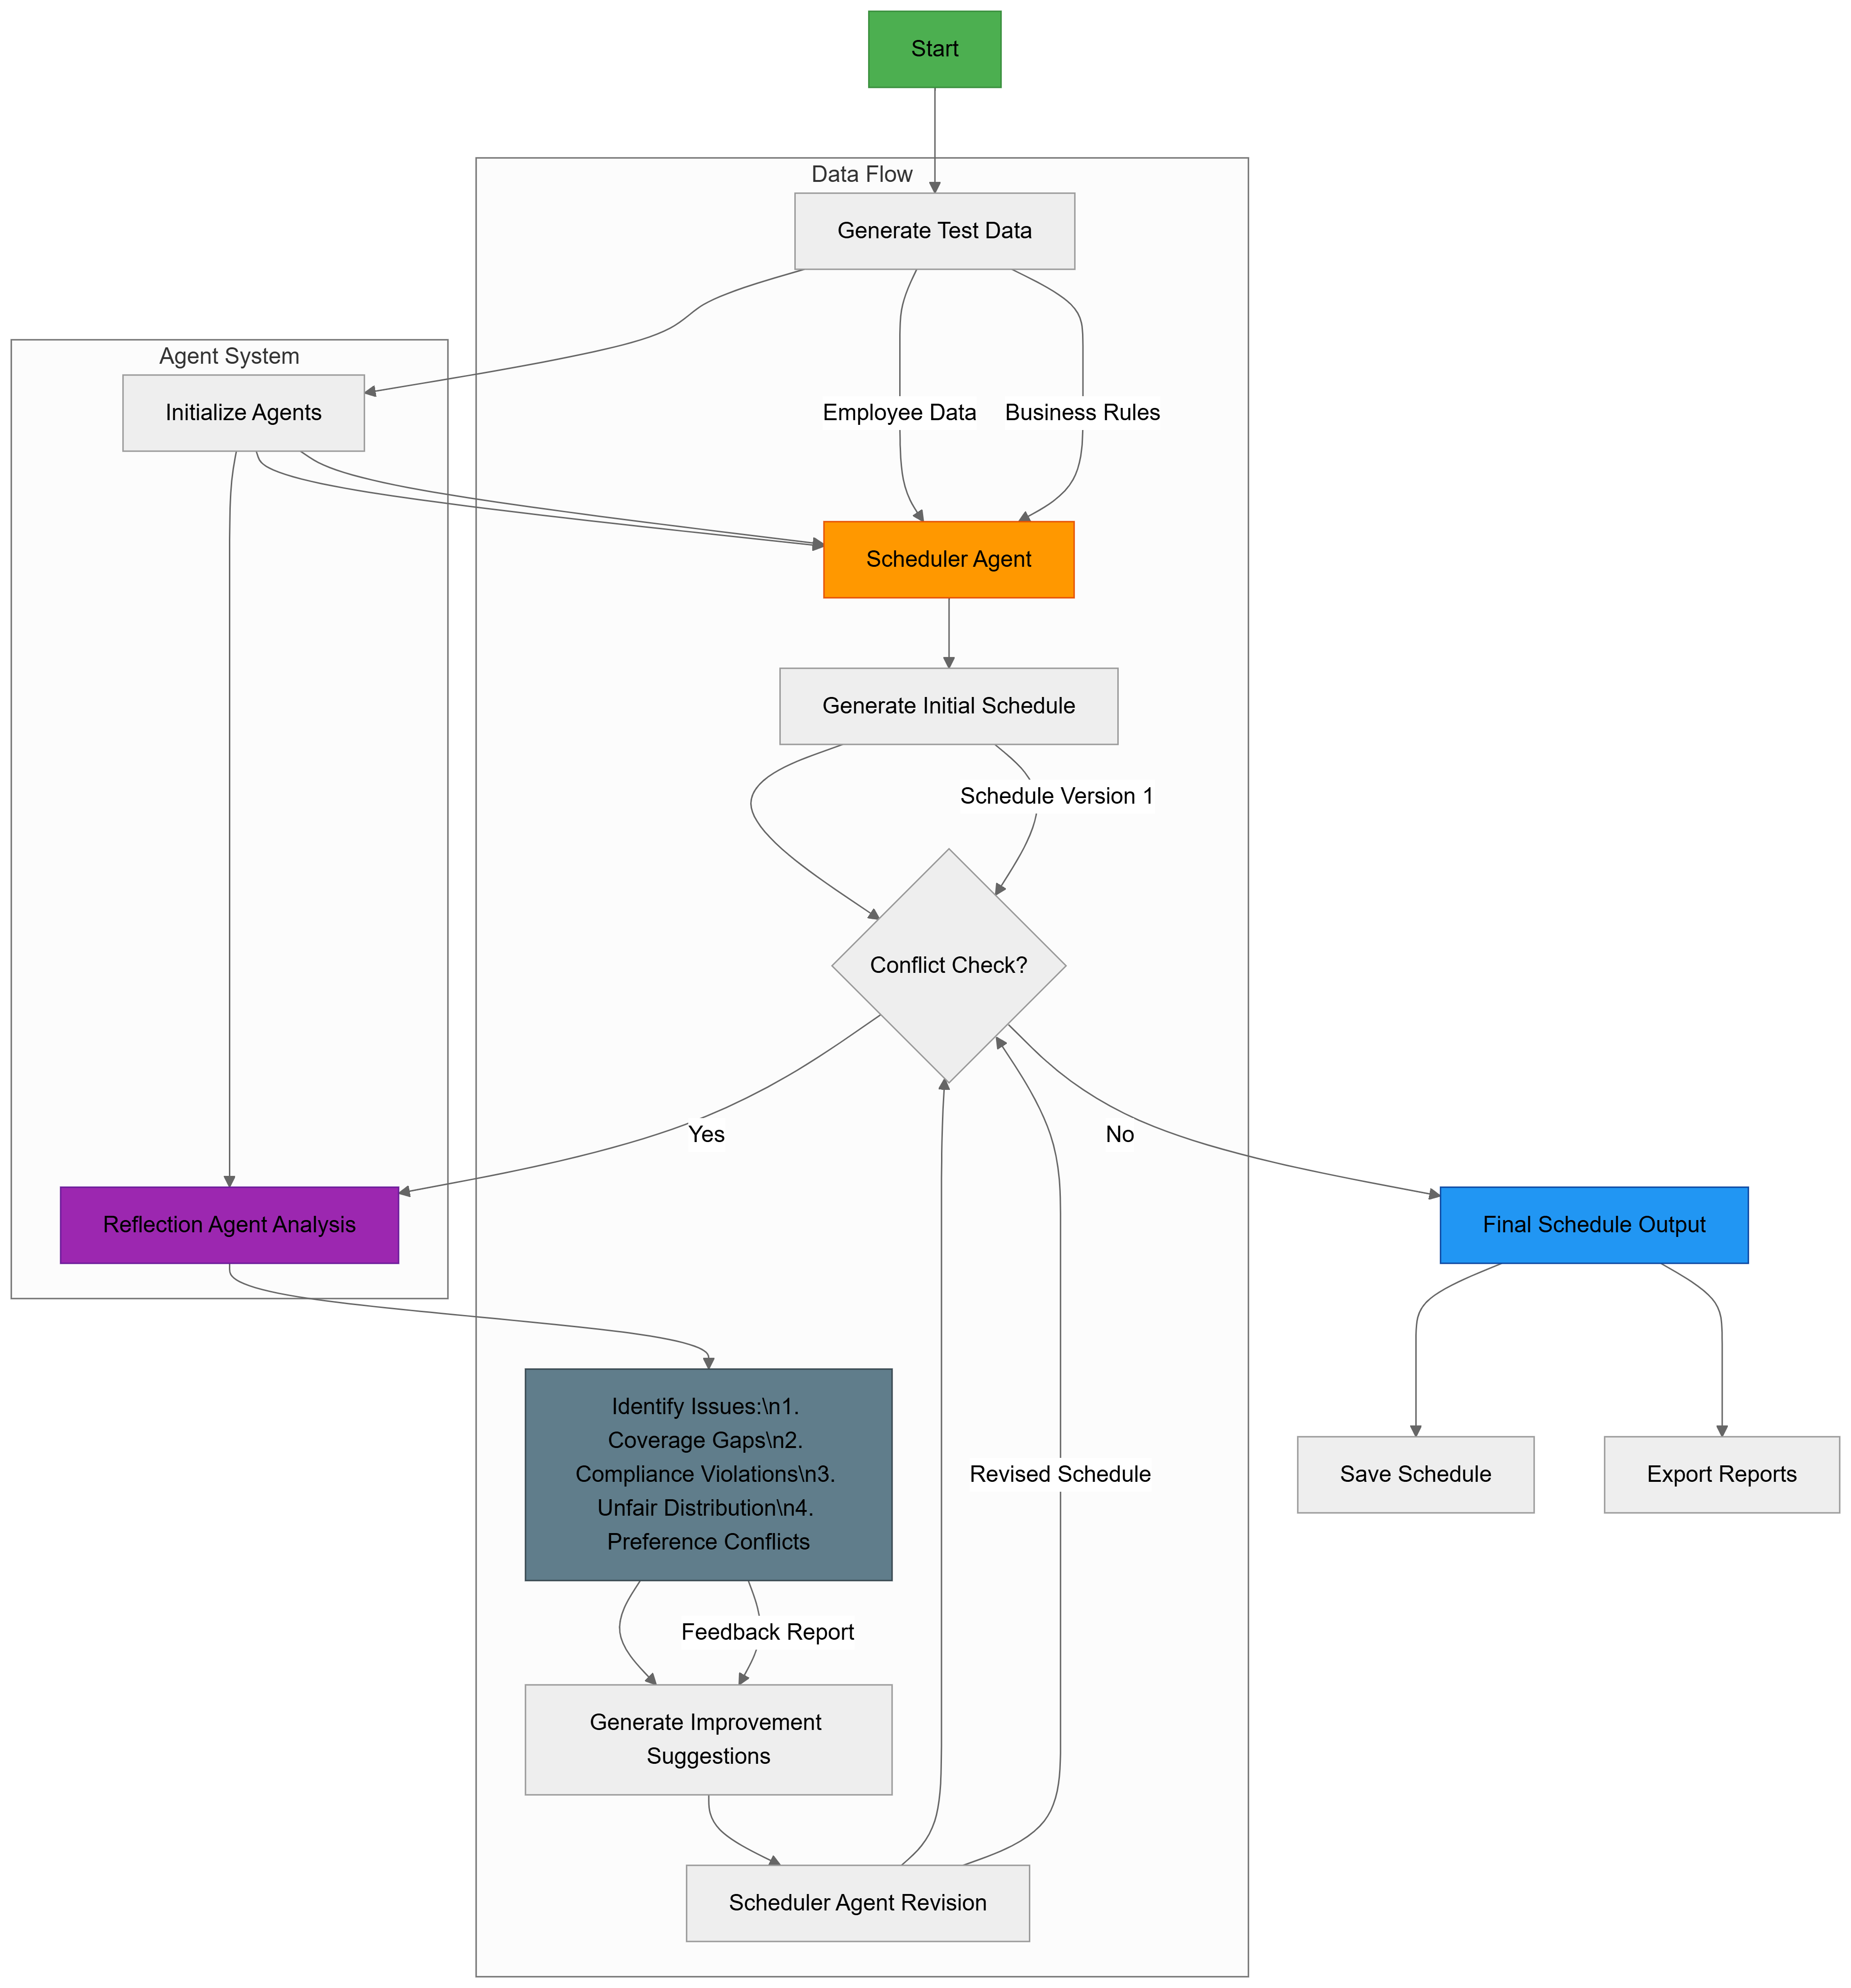 Start
Data Flow
Generate Test Data
Agent System
Initialize Agents
Employee Data
Business Rules
Scheduler Agent
Generate Initial Schedule
Schedule Version 1
Conflict Check?
Yes
No
Reflection Agent Analysis
Final Schedule Output
Identify Issues:\n1.
Coverage Gaps\n2.
Compliance Violations\n3.
Unfair Distribution\n4.
Preference Conflicts
Revised Schedule
Save Schedule
Export Reports
Feedback Report
Generate Improvement
Suggestions
Scheduler Agent Revision